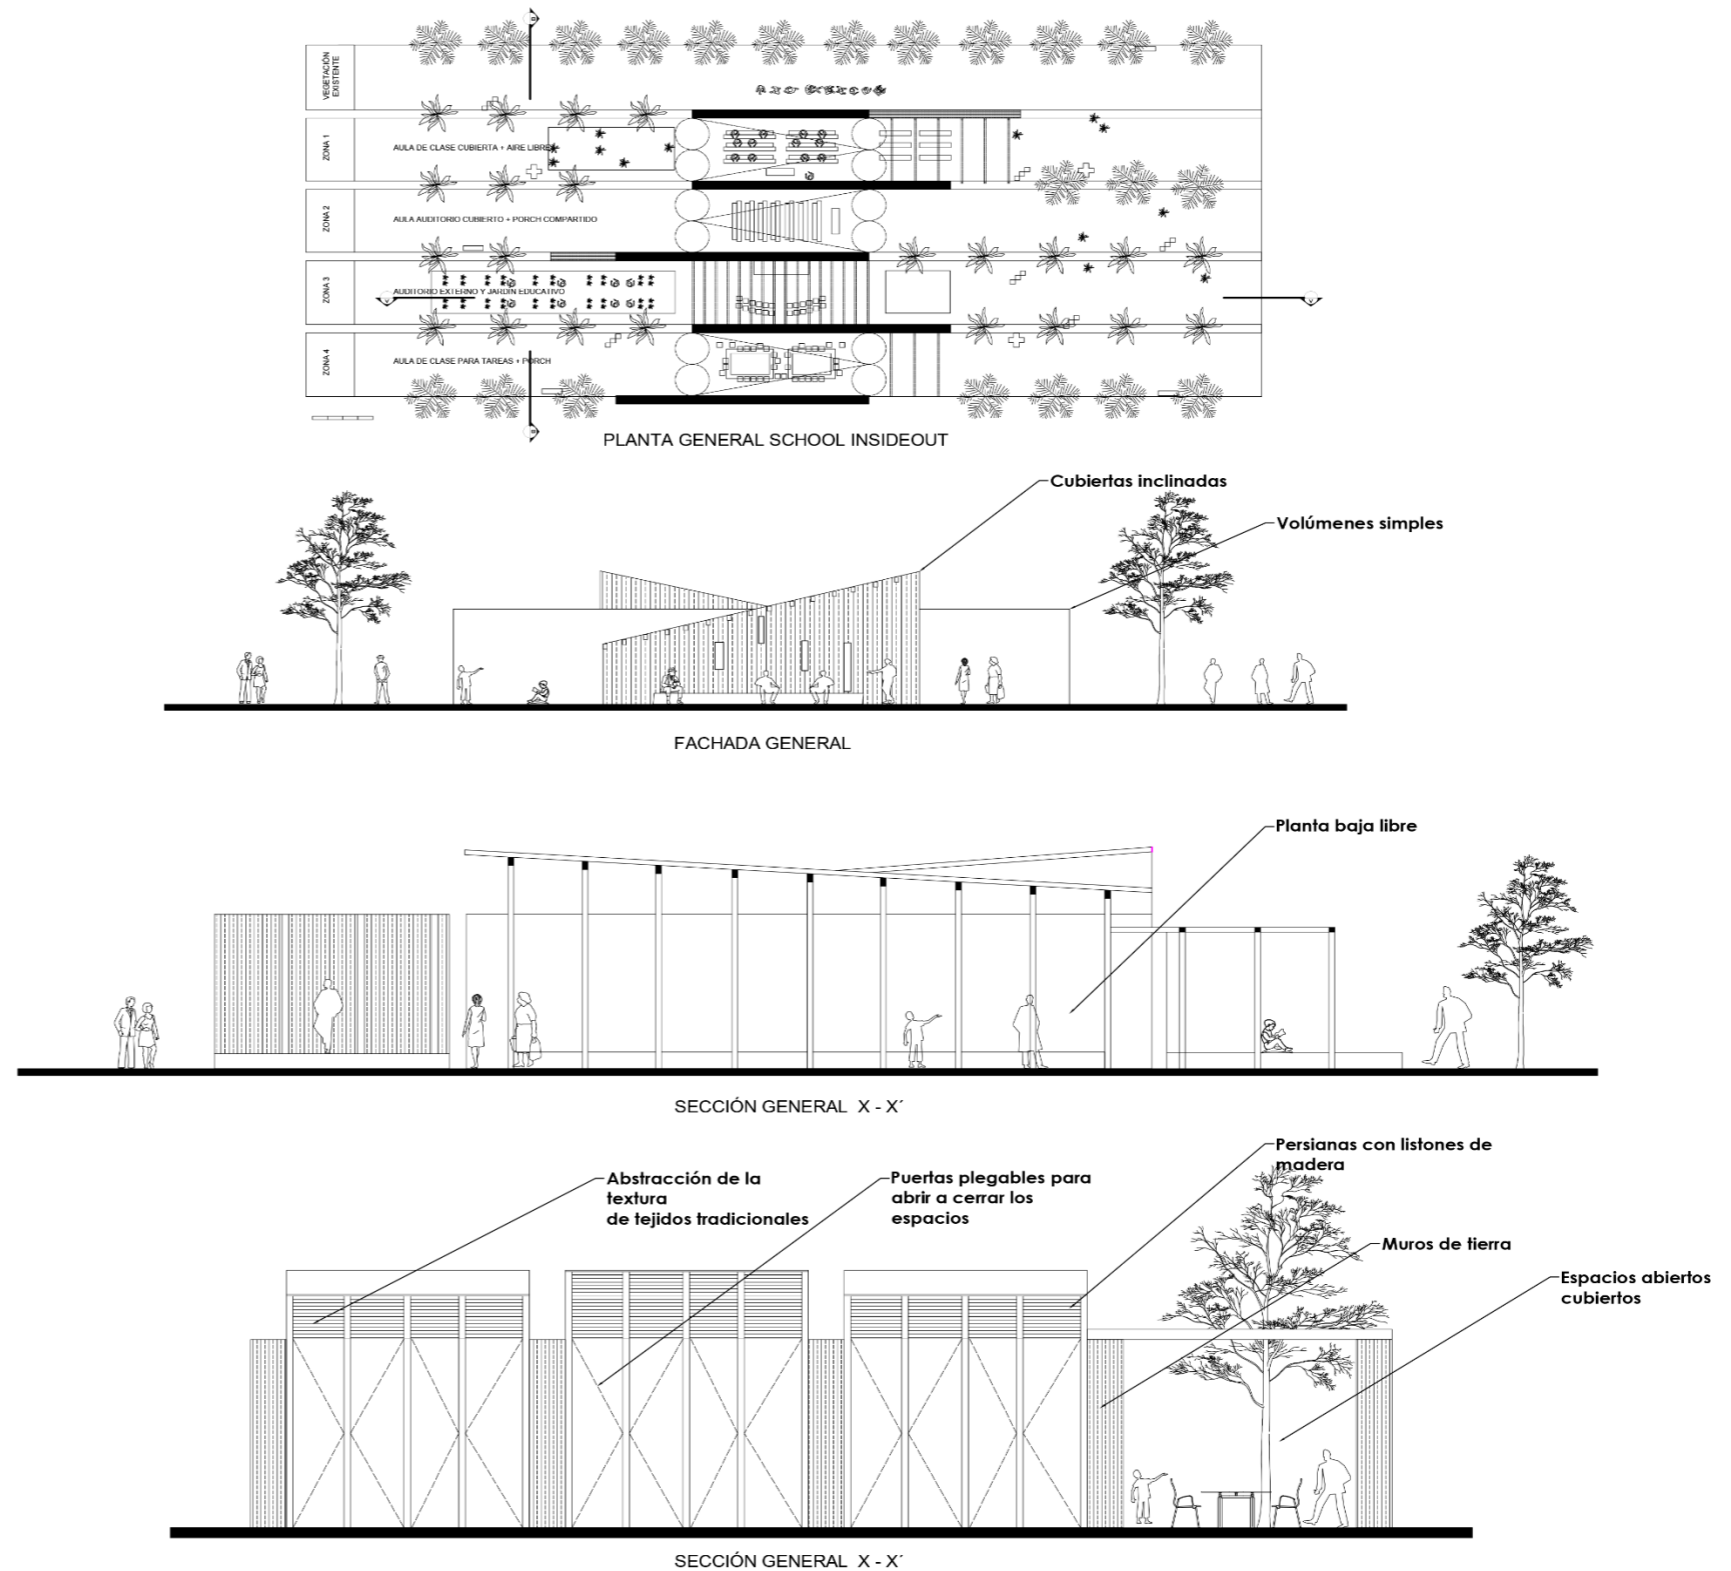 VEGETACIÓN
EXISTENTE
ZONA 1
AULA DE CLASE CUBIERTA + AIRE LIBRE
ZONA 2
AULA AUDITORIO CUBIERTO + PORCH COMPARTIDO
ZONA 3
AUDITORIO EXTERNO Y JARDIN EDUCATIVO
ZONA 4
AULA DE CLASE PARA TAREAS + PORCH
PLANTA GENERAL SCHOOL INSIDEOUT
Cubiertas inclinadas
Volúmenes simples
FACHADA GENERAL
Planta baja libre
SECCIÓN GENERAL X - X´
Persianas con listones de
madera
Abstracción de la
textura
de tejidos tradicionales
Puertas plegables para
abrir a cerrar los
espacios
Muros de tierra
Espacios abiertos
cubiertos
SECCIÓN GENERAL X - X´